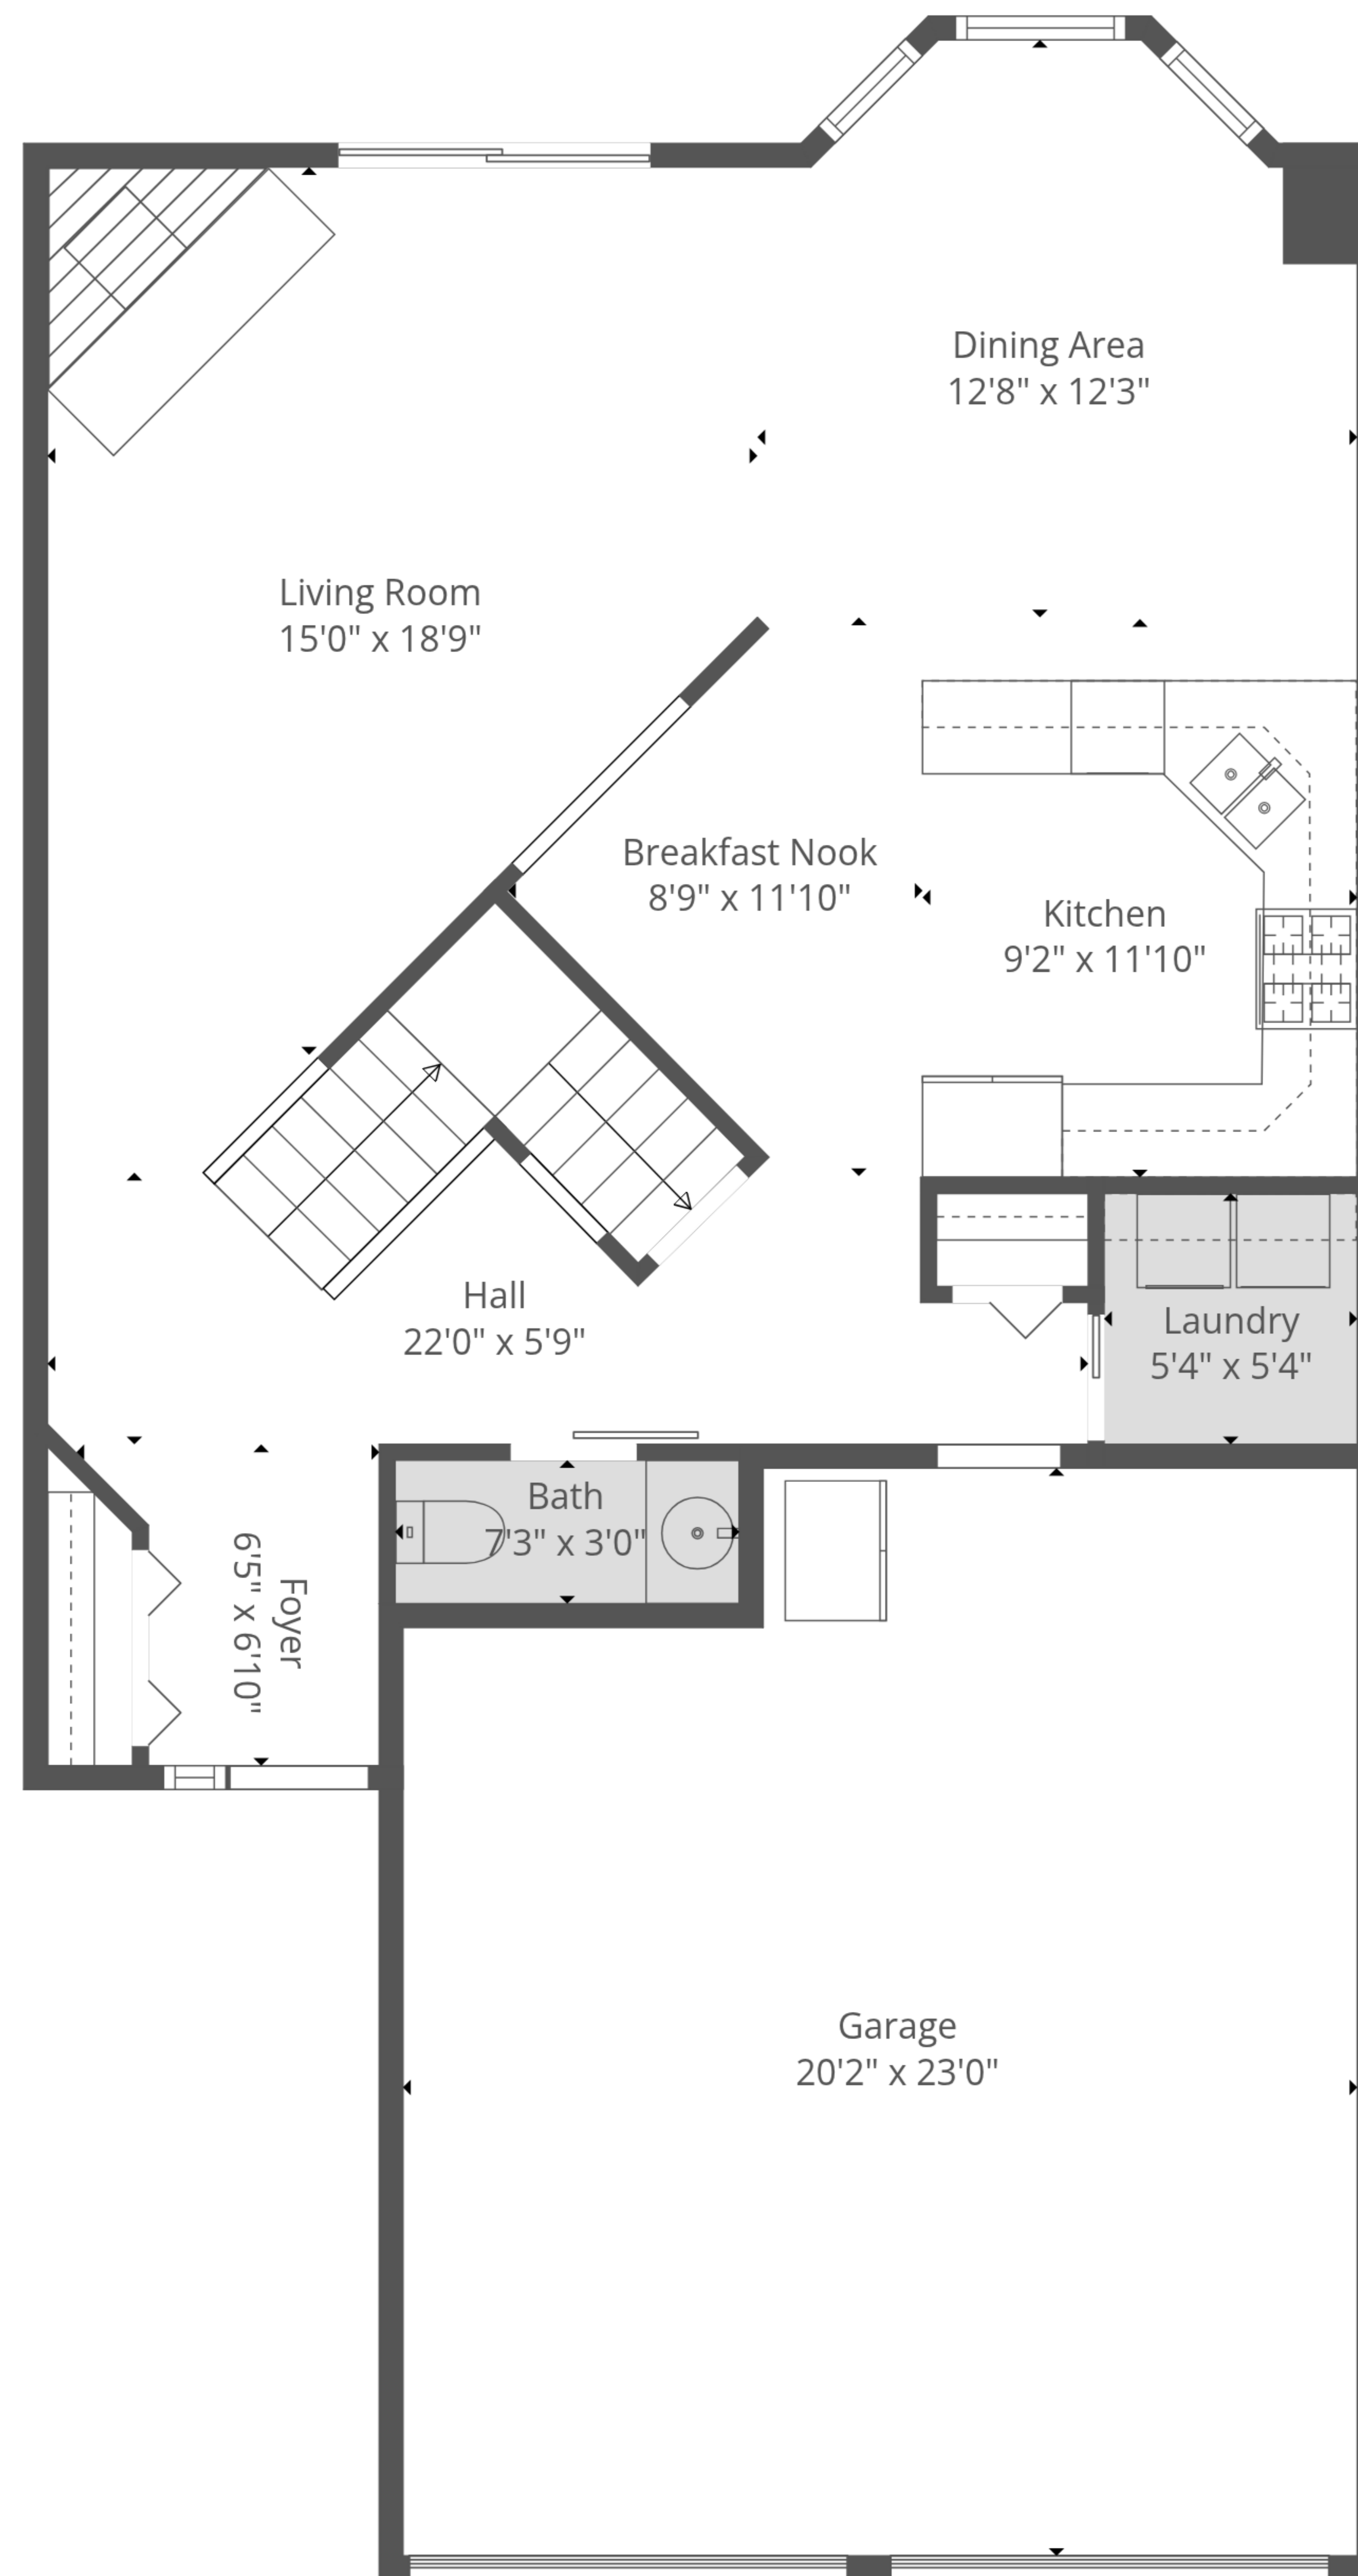 Dining Area
12'8" x 12'3"
Living Room
15'0" x 18'9"
Breakfast Nook
8'9" x 11'10"
Kitchen
9'2" x 11'10"
Hall
22'0" x 5'9"
Laundry
5'4" x 5'4"
Bath
7'3" x 3'0"
Foyer
6'5" x 6'10"
Garage
20'2" x 23'0"